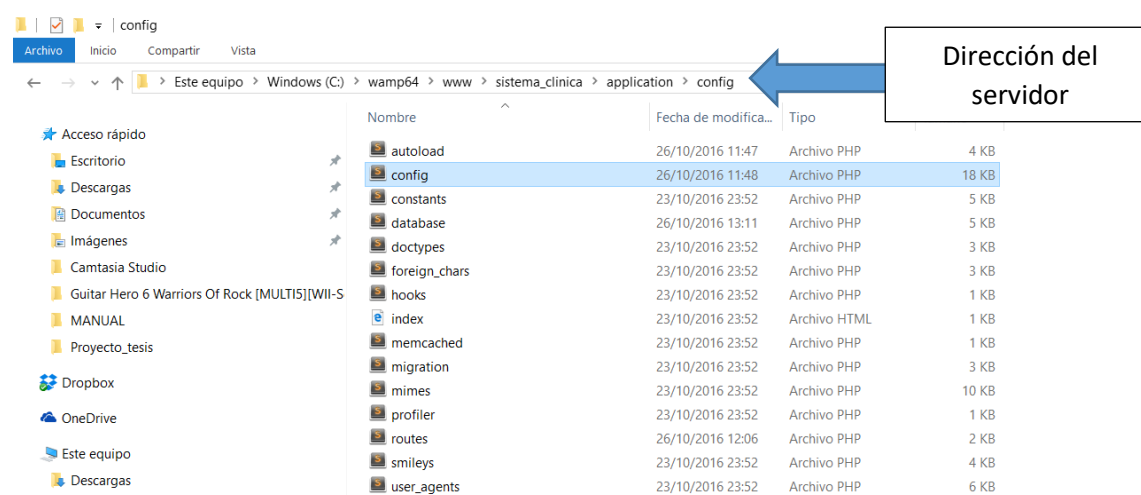 config
Archivo Inicio Compartir Vista
Este equipo > Windows (C:) > wamp64 > www > sistema_clinica > application > config
Dirección del
servidor
Nombre Fecha de modifica... Tipo
Acceso rápido
Escritorio
Descargas
Documentos
Imágenes
Camtasia Studio
Guitar Hero 6 Warriors Of Rock [MULTI5][WII-S
MANUAL
Proyecto_tesis
Dropbox
OneDrive
Este equipo
Descargas
autoload 26/10/2016 11:47 Archivo PHP 4 KB
config 26/10/2016 11:48 Archivo PHP 18 KB
constants 23/10/2016 23:52 Archivo PHP 5 KB
database 26/10/2016 13:11 Archivo PHP 5 KB
doctypes 23/10/2016 23:52 Archivo PHP 3 KB
foreign_chars 23/10/2016 23:52 Archivo PHP 3 KB
hooks 23/10/2016 23:52 Archivo PHP 1 KB
index 23/10/2016 23:52 Archivo HTML 1 KB
memcached 23/10/2016 23:52 Archivo PHP 1 KB
migration 23/10/2016 23:52 Archivo PHP 3 KB
mimes 23/10/2016 23:52 Archivo PHP 10 KB
profiler 23/10/2016 23:52 Archivo PHP 1 KB
routes 26/10/2016 12:06 Archivo PHP 2 KB
smileys 23/10/2016 23:52 Archivo PHP 4 KB
user_agents 23/10/2016 23:52 Archivo PHP 6 KB